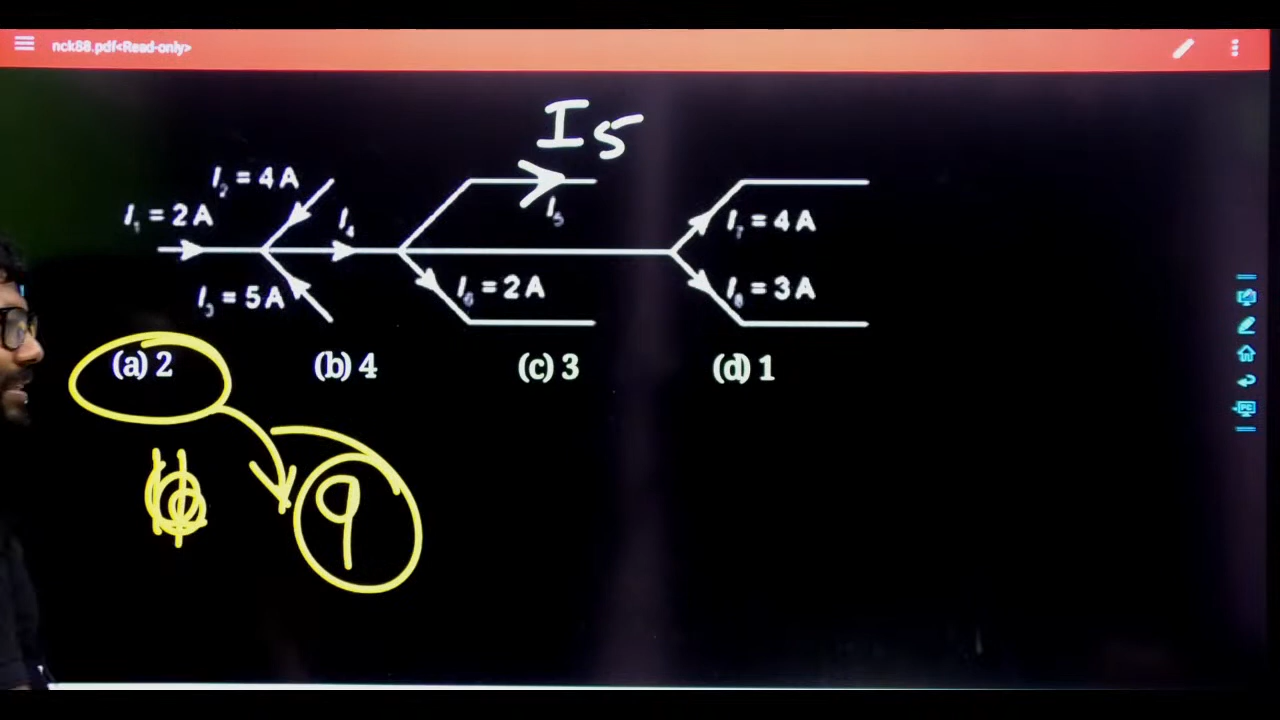 nck88.pdf<Read-only>
I5
I₂ = 4A
I₁ = 2A
I₄
I₅
I₃ = 5A
I₆ = 2A
I₇ = 4A
I₈ = 3A
(a) 2 (b) 4 (c) 3 (d) 1
9
PC